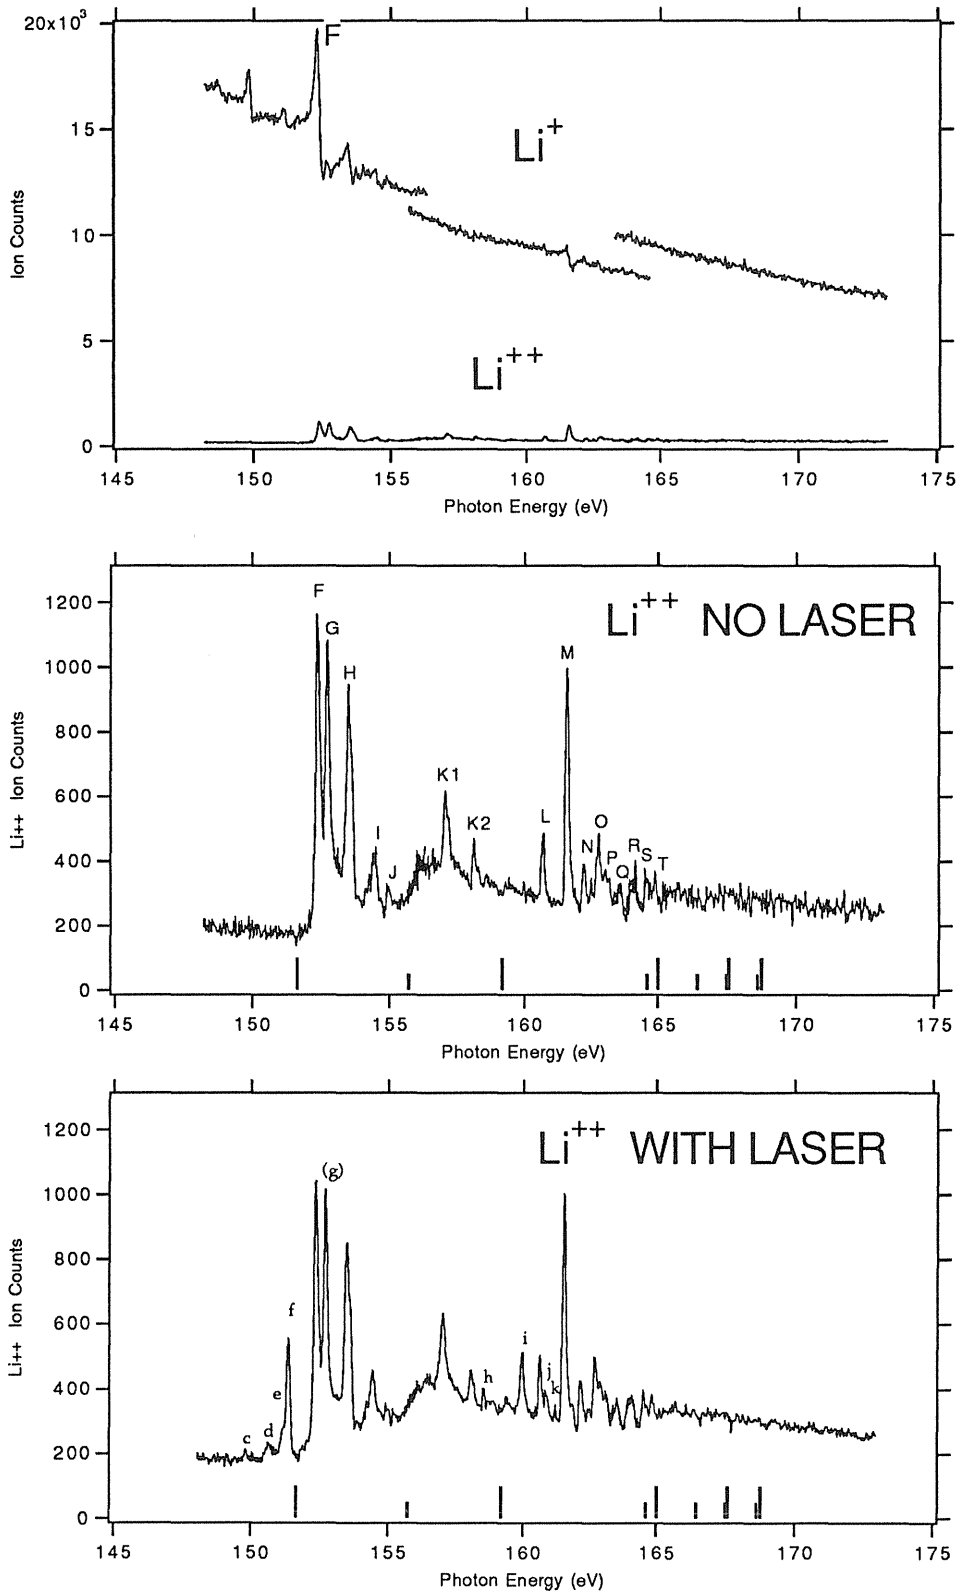 20x10³
15
10
5
0
Ion Counts
F
Li⁺
Li⁺⁺
145 150 155 160 165 170 175
Photon Energy (eV)
1200
1000
800
600
400
200
0
Li++ Ion Counts
Li⁺⁺ NO LASER
F
G
H
I
J
K1
K2
L
M
N
O
P
Q
R
S
T
145 150 155 160 165 170 175
Photon Energy (eV)
1200
1000
800
600
400
200
0
Li++ Ion Counts
Li⁺⁺ WITH LASER
c
d
e
f
(g)
h
i
j
k
145 150 155 160 165 170 175
Photon Energy (eV)